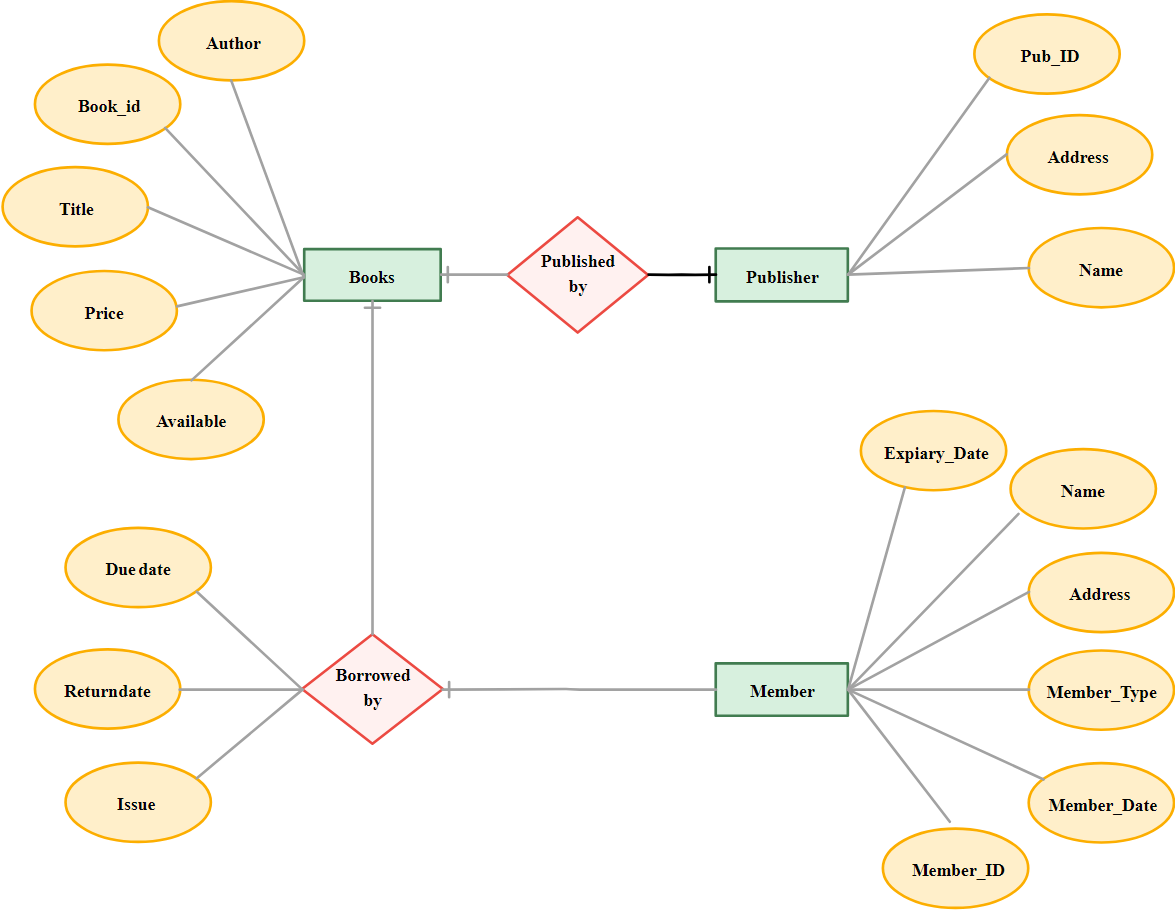 Author
Book_id
Title
Price
Available
Books
Published
by
Publisher
Pub_ID
Address
Name
Due date
Returndate
Issue
Borrowed
by
Member
Expiary_Date
Name
Address
Member_Type
Member_Date
Member_ID